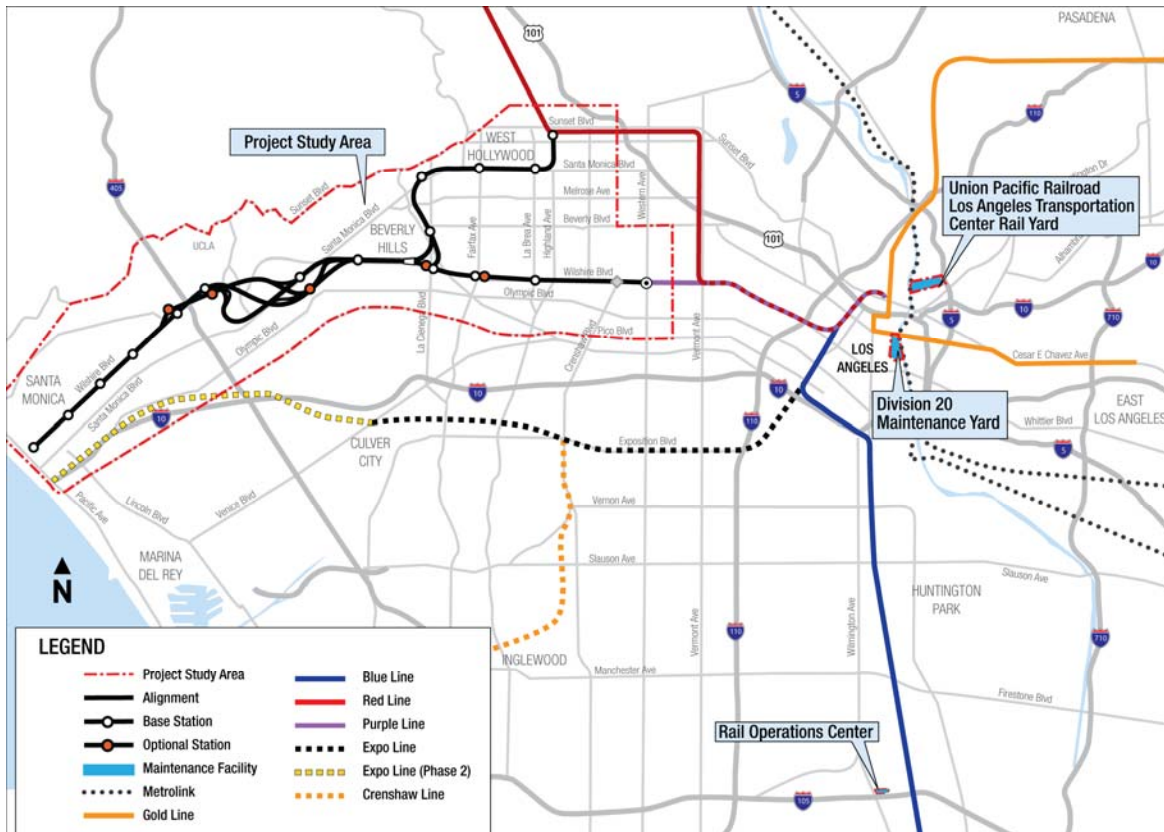 PASADENA
101
5
110
Project Study Area
Sunset Blvd
WEST
HOLLYWOOD
Sunset Blvd
Santa Monica Blvd
405
Sunset Blvd
Melrose Ave
Western Ave
Union Pacific Railroad
Los Angeles Transportation
Center Rail Yard
Santa Monica Blvd
BEVERLY
HILLS
Fairfax Ave
La Brea Ave
Highland Ave
Beverly Blvd
UCLA
101
10
Wilshire Blvd
Olympic Blvd
10
5
710
La Cienega Blvd
Crenshaw Blvd
Pico Blvd
Vermont Ave
Olympic Blvd
LOS
ANGELES
Cesar E Chavez Ave
Wilshire Blvd
SANTA
MONICA
Santa Monica Blvd
10
10
10
Division 20
Maintenance Yard
EAST
LOS ANGELES
Whittier Blvd
110
CULVER
CITY
Exposition Blvd
5
Pacific Ave
Lincoln Blvd
Venice Blvd
Vernon Ave
MARINA
DEL REY
Slauson Ave
Slauson Ave
N
HUNTINGTON
PARK
Vermont Ave
Wilmington Ave
110
710
INGLEWOOD
Manchester Ave
Firestone Blvd
Rail Operations Center
105
LEGEND
Project Study Area
Alignment
Base Station
Optional Station
Maintenance Facility
Metrolink
Gold Line
Blue Line
Red Line
Purple Line
Expo Line
Expo Line (Phase 2)
Crenshaw Line